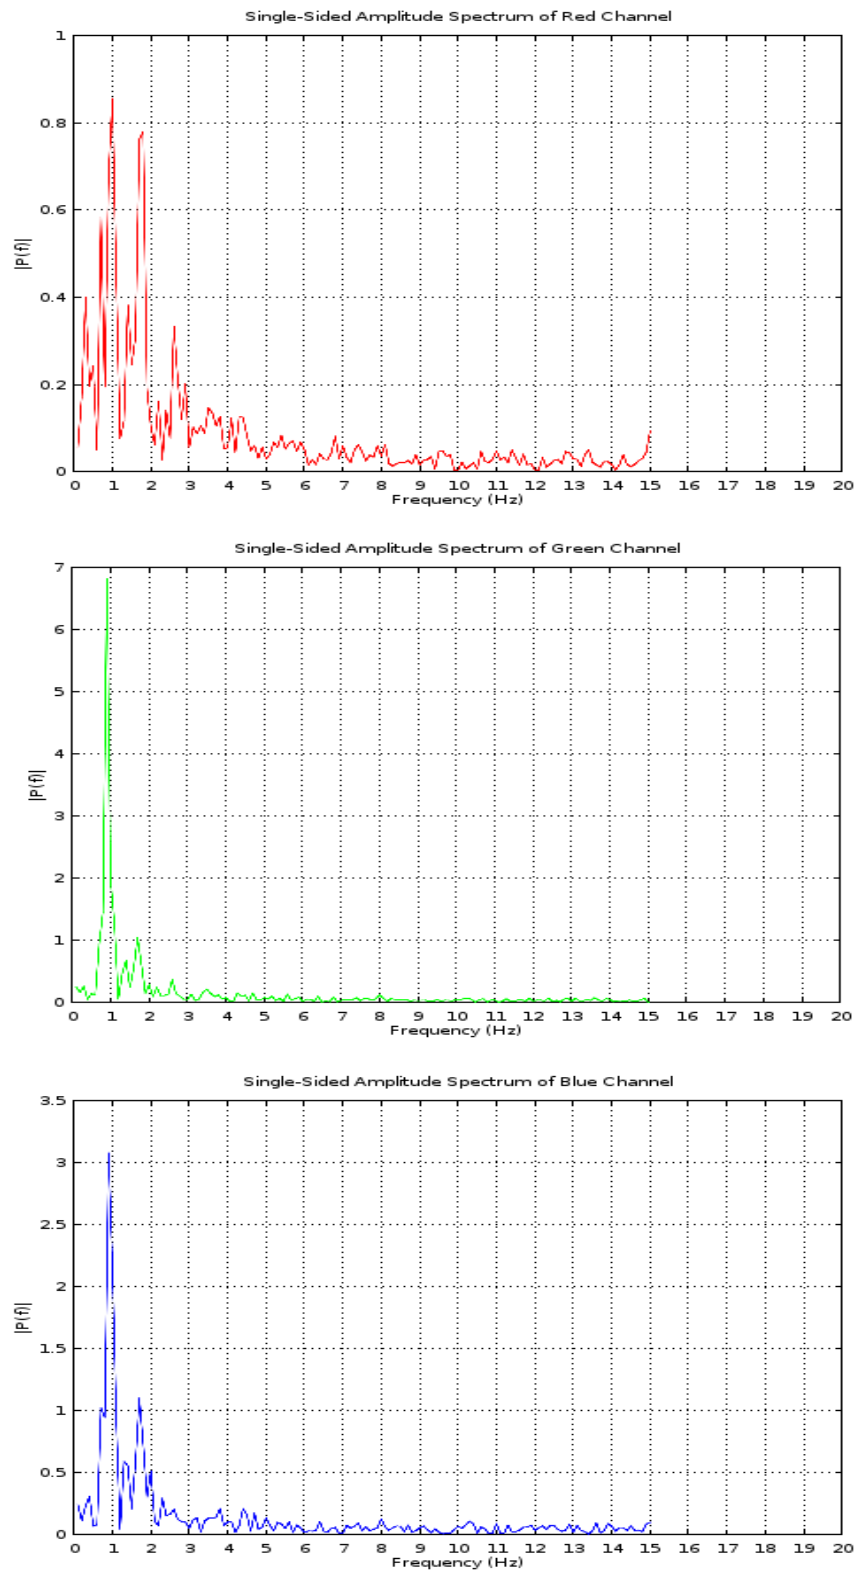 Single-Sided Amplitude Spectrum of Red Channel
1
0.8
0.6
0.4
0.2
0
|P(f)|
0 1 2 3 4 5 6 7 8 9 10 11 12 13 14 15 16 17 18 19 20
Frequency (Hz)
Single-Sided Amplitude Spectrum of Green Channel
7
6
5
4
3
2
1
0
|P(f)|
0 1 2 3 4 5 6 7 8 9 10 11 12 13 14 15 16 17 18 19 20
Frequency (Hz)
Single-Sided Amplitude Spectrum of Blue Channel
3.5
3
2.5
2
1.5
1
0.5
0
|P(f)|
0 1 2 3 4 5 6 7 8 9 10 11 12 13 14 15 16 17 18 19 20
Frequency (Hz)